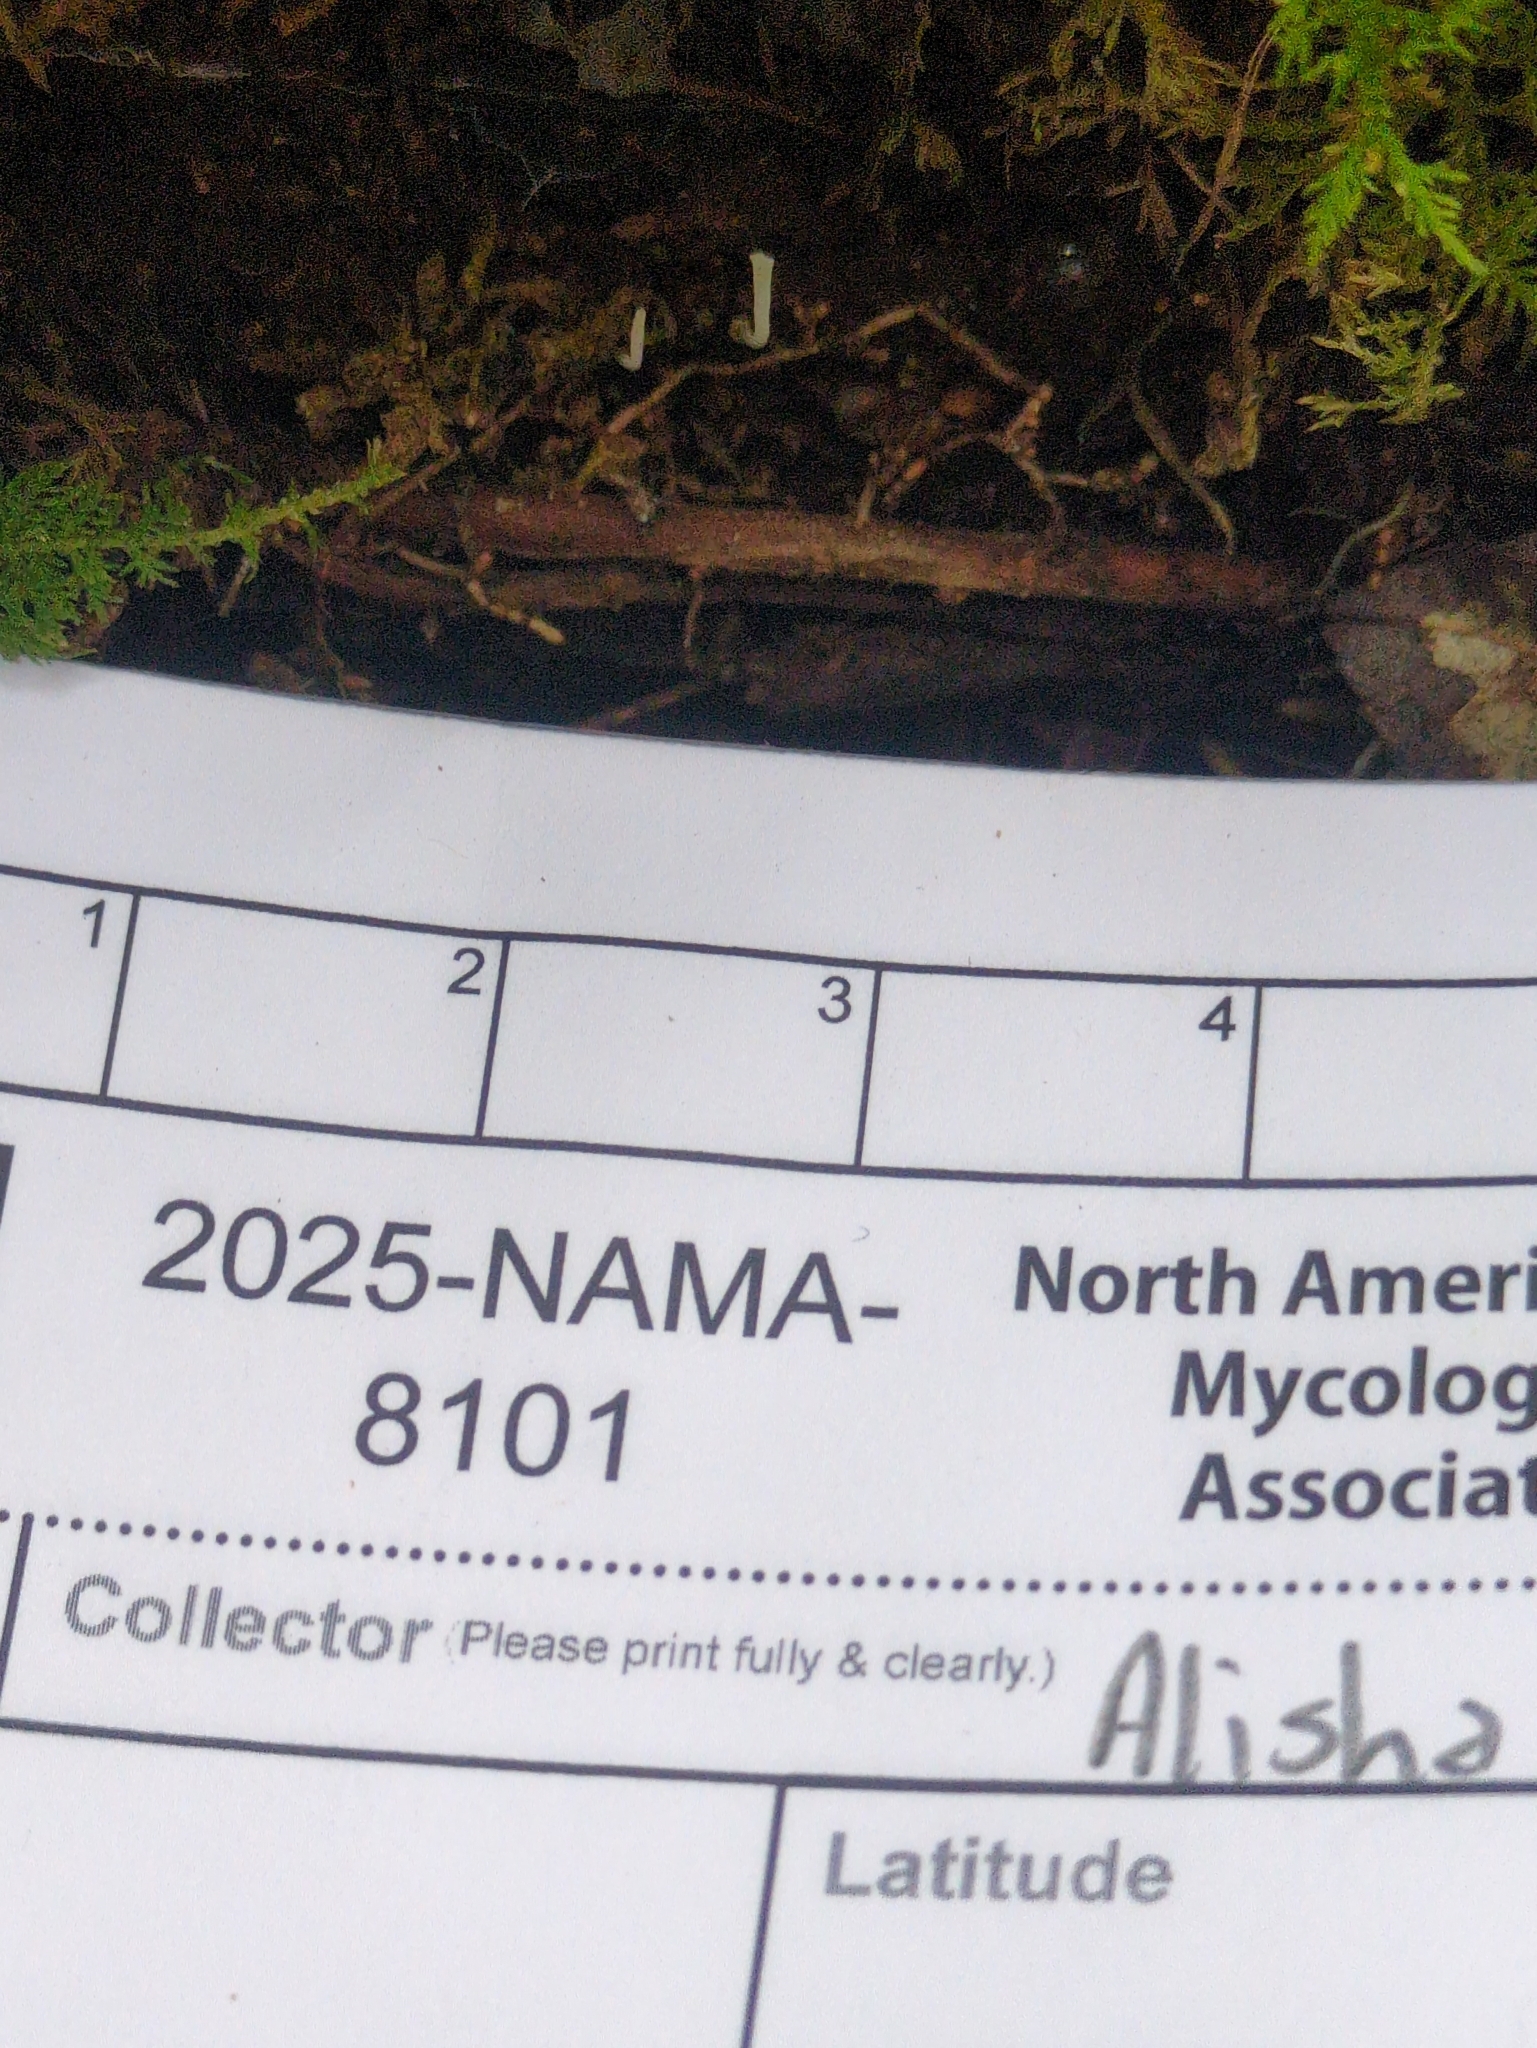 1 2 3 4
2025-NAMA-
8101
North Ameri
Mycolog
Associat
Collector (Please print fully & clearly.) Alisha
Latitude